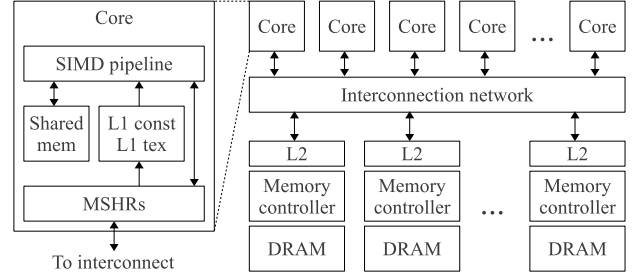 Core
SIMD pipeline
Shared
mem
L1 const
L1 tex
MSHRs
To interconnect
Core
Core
Core
Core
...
Core
Interconnection network
L2
L2
L2
Memory
controller
Memory
controller
...
Memory
controller
DRAM
DRAM
DRAM